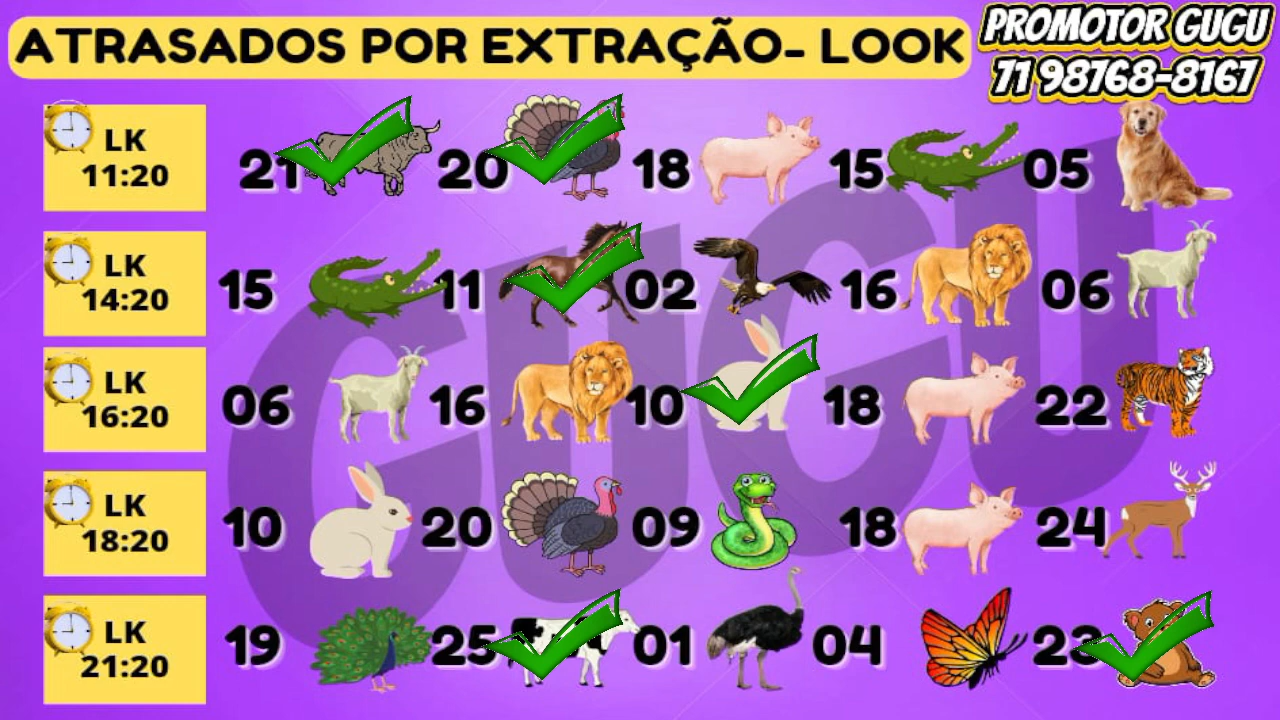 ATRASADOS POR EXTRAÇÃO- LOOK
PROMOTOR GUGU
71 98768-8167
LK
11:20
21 20 18 15 05
LK
14:20
15 11 02 16 06
LK
16:20
06 16 10 18 22
LK
18:20
10 20 09 18 24
LK
21:20
19 25 01 04 23
GUGU